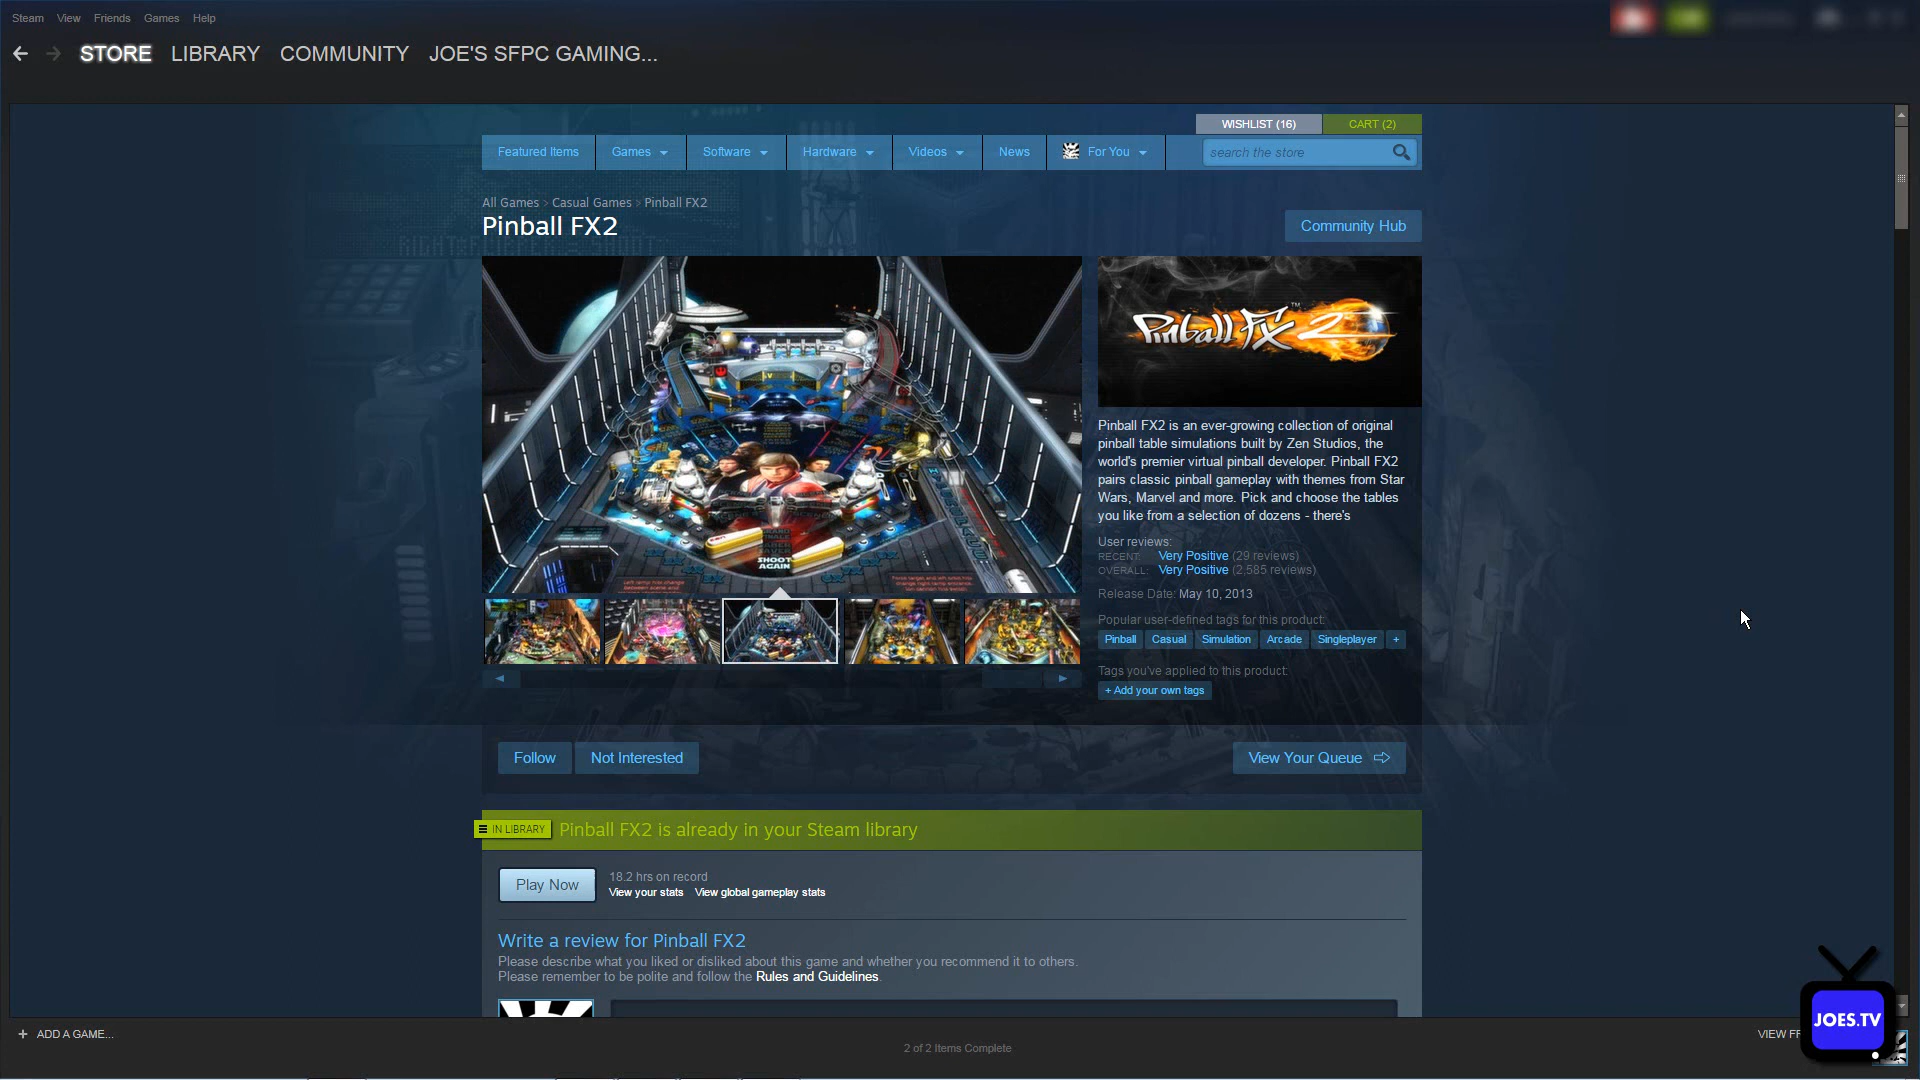 Steam View Friends Games Help
STORE LIBRARY COMMUNITY JOE'S SFPC GAMING...
WISHLIST (16) CART (2)
Featured Items Games Software Hardware Videos News For You search the store
All Games > Casual Games > Pinball FX2
Pinball FX2
Community Hub
Pinball FX2
Pinball FX2 is an ever-growing collection of original
pinball table simulations built by Zen Studios, the
world's premier virtual pinball developer. Pinball FX2
pairs classic pinball gameplay with themes from Star
Wars, Marvel and more. Pick and choose the tables
you like from a selection of dozens - there's
User reviews:
RECENT: Very Positive (29 reviews)
OVERALL: Very Positive (2,585 reviews)
Release Date: May 10, 2013
Popular user-defined tags for this product:
Pinball Casual Simulation Arcade Singleplayer +
Tags you've applied to this product:
+ Add your own tags
SHOOT
AGAIN
Follow Not Interested View Your Queue
IN LIBRARY Pinball FX2 is already in your Steam library
Play Now
18.2 hrs on record
View your stats View global gameplay stats
Write a review for Pinball FX2
Please describe what you liked or disliked about this game and whether you recommend it to others.
Please remember to be polite and follow the Rules and Guidelines.
+ ADD A GAME...
2 of 2 Items Complete
VIEW FR
JOES.TV